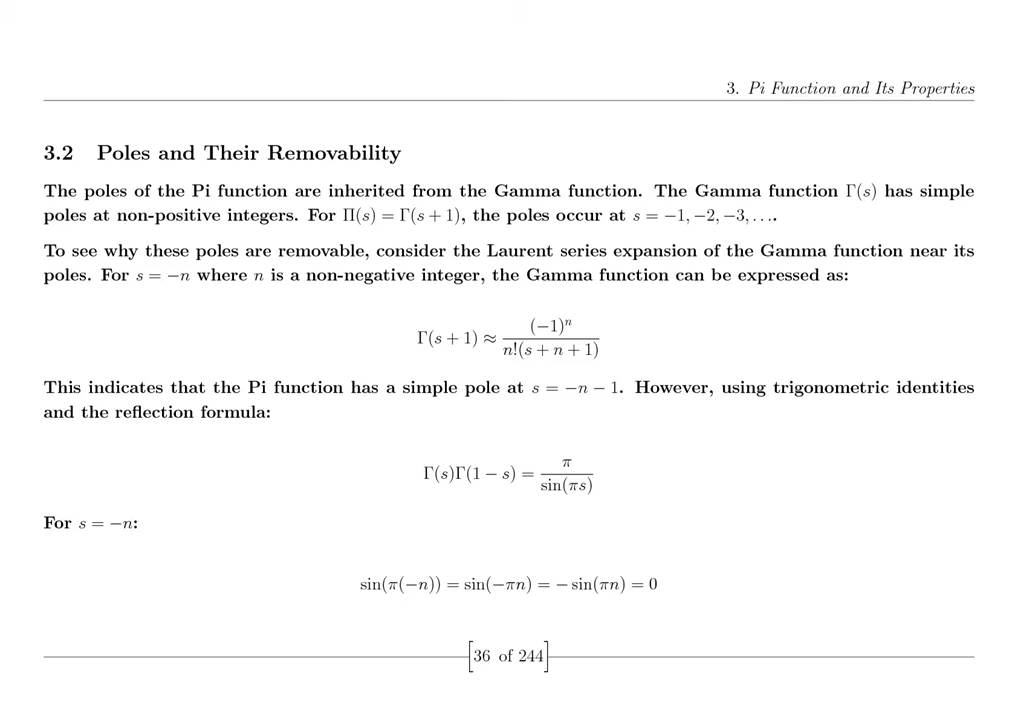 3. Pi Function and Its Properties
3.2 Poles and Their Removability
The poles of the Pi function are inherited from the Gamma function. The Gamma function Γ(s) has simple
poles at non-positive integers. For Π(s) = Γ(s + 1), the poles occur at s = −1, −2, −3, . . ..
To see why these poles are removable, consider the Laurent series expansion of the Gamma function near its
poles. For s = −n where n is a non-negative integer, the Gamma function can be expressed as:
Γ(s + 1) ≈ (−1)ⁿ / n!(s + n + 1)
This indicates that the Pi function has a simple pole at s = −n − 1. However, using trigonometric identities
and the reflection formula:
Γ(s)Γ(1 − s) = π / sin(πs)
For s = −n:
sin(π(−n)) = sin(−πn) = − sin(πn) = 0
[36 of 244]